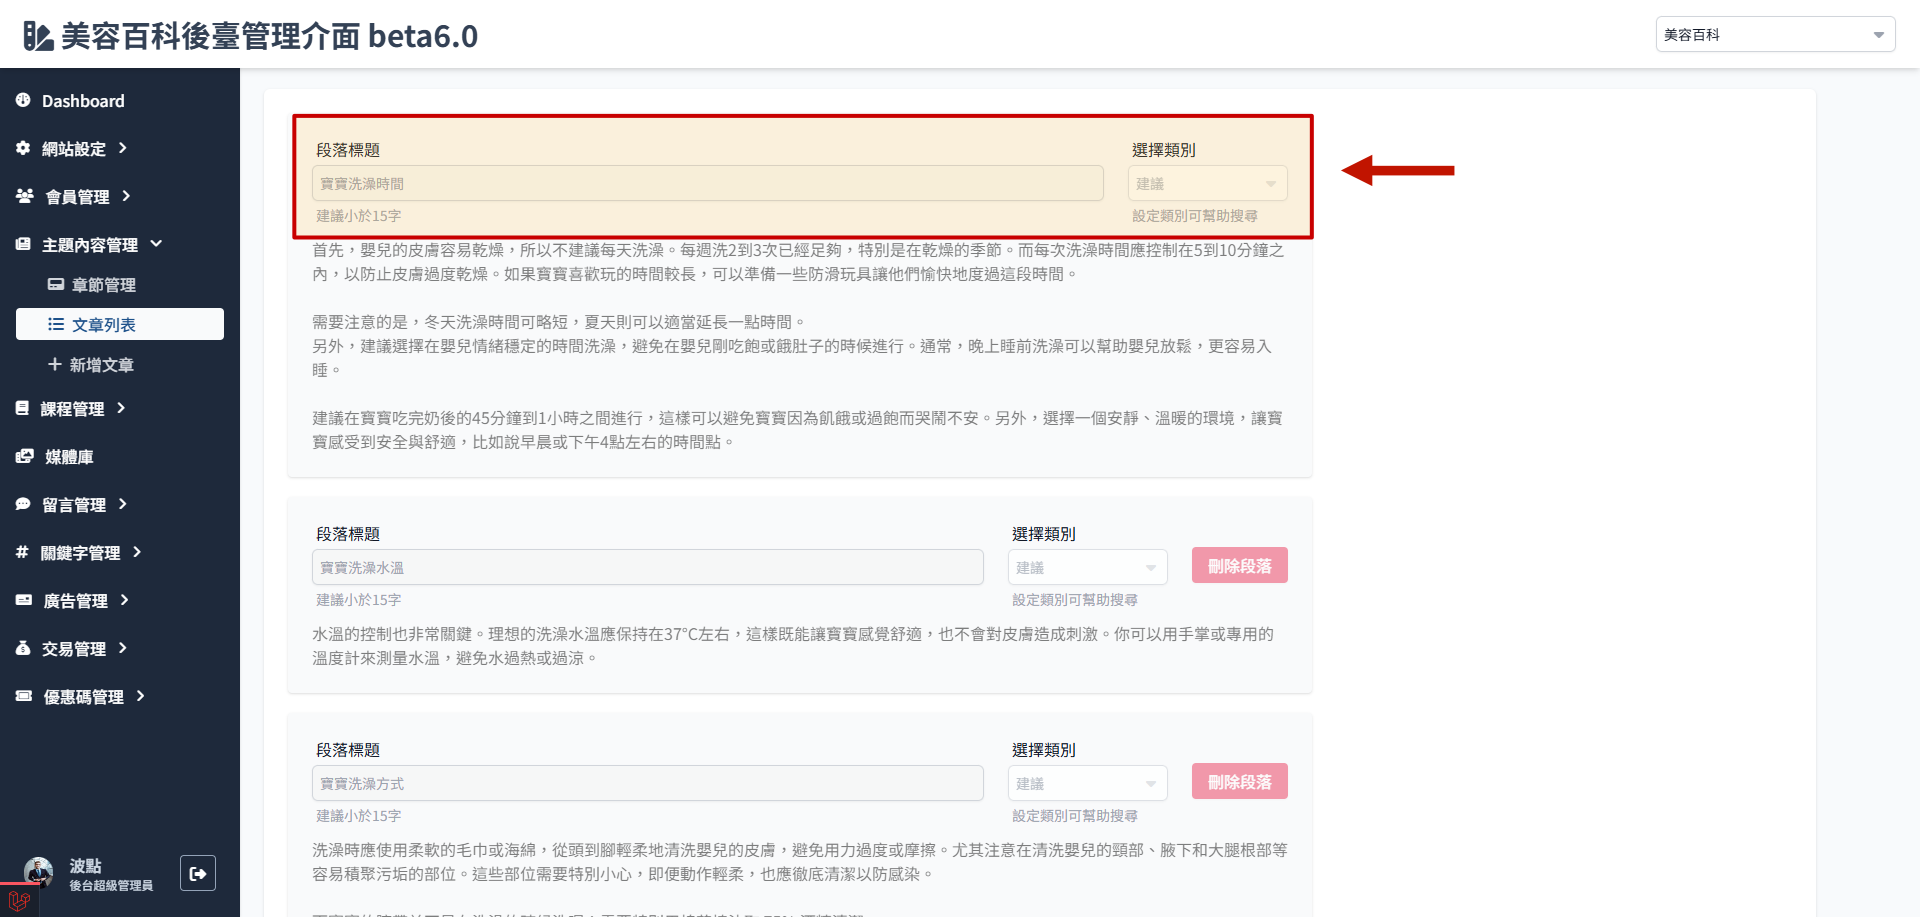 美容百科後臺管理介面 beta6.0
美容百科
Dashboard
網站設定
會員管理
主題內容管理
章節管理
文章列表
新增文章
課程管理
媒體庫
留言管理
關鍵字管理
廣告管理
交易管理
優惠碼管理
波點
後台超級管理員
段落標題
選擇類別
寶寶洗澡時間
建議
建議小於15字
設定類別可幫助搜尋
首先，嬰兒的皮膚容易乾燥，所以不建議每天洗澡。每週洗2到3次已經足夠，特別是在乾燥的季節。而每次洗澡時間應控制在5到10分鐘之
內，以防止皮膚過度乾燥。如果寶寶喜歡玩的時間較長，可以準備一些防滑玩具讓他們愉快地度過這段時間。
需要注意的是，冬天洗澡時間可略短，夏天則可以適當延長一點時間。
另外，建議選擇在嬰兒情緒穩定的時間洗澡，避免在嬰兒剛吃飽或餓肚子的時候進行。通常，晚上睡前洗澡可以幫助嬰兒放鬆，更容易入
睡。
建議在寶寶吃完奶後的45分鐘到1小時之間進行，這樣可以避免寶寶因為飢餓或過飽而哭鬧不安。另外，選擇一個安靜、溫暖的環境，讓寶
寶感受到安全與舒適，比如說早晨或下午4點左右的時間點。
段落標題
選擇類別
寶寶洗澡水溫
建議
刪除段落
建議小於15字
設定類別可幫助搜尋
水溫的控制也非常關鍵。理想的洗澡水溫應保持在37°C左右，這樣既能讓寶寶感覺舒適，也不會對皮膚造成刺激。你可以用手掌或專用的
溫度計來測量水溫，避免水過熱或過涼。
段落標題
選擇類別
寶寶洗澡方式
建議
刪除段落
建議小於15字
設定類別可幫助搜尋
洗澡時應使用柔軟的毛巾或海綿，從頭到腳輕柔地清洗嬰兒的皮膚，避免用力過度或摩擦。尤其注意在清洗嬰兒的頸部、腋下和大腿根部等
容易積聚污垢的部位。這些部位需要特別小心，即便動作輕柔，也應徹底清潔以防感染。